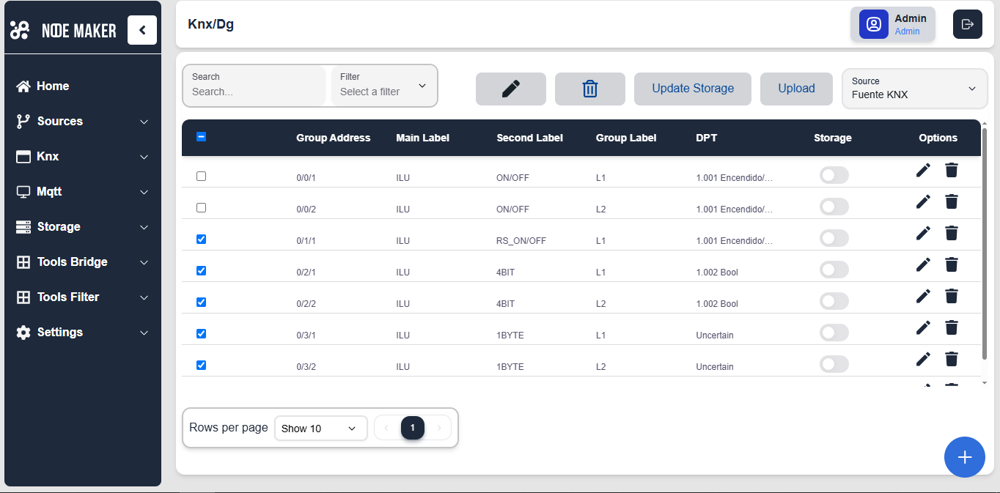 NODE MAKER
Knx/Dg
Admin
Admin
Home
Sources
Knx
Mqtt
Storage
Tools Bridge
Tools Filter
Settings
Search
Search...
Filter
Select a filter
Update Storage
Upload
Source
Fuente KNX
Group Address Main Label Second Label Group Label DPT Storage Options
0/0/1 ILU ON/OFF L1 1.001 Encendido/...
0/0/2 ILU ON/OFF L2 1.001 Encendido/...
0/1/1 ILU RS_ON/OFF L1 1.001 Encendido/...
0/2/1 ILU 4BIT L1 1.002 Bool
0/2/2 ILU 4BIT L2 1.002 Bool
0/3/1 ILU 1BYTE L1 Uncertain
0/3/2 ILU 1BYTE L2 Uncertain
Rows per page Show 10 1